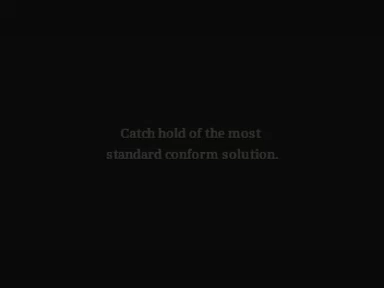 Catch hold of the most
standard conform solution.